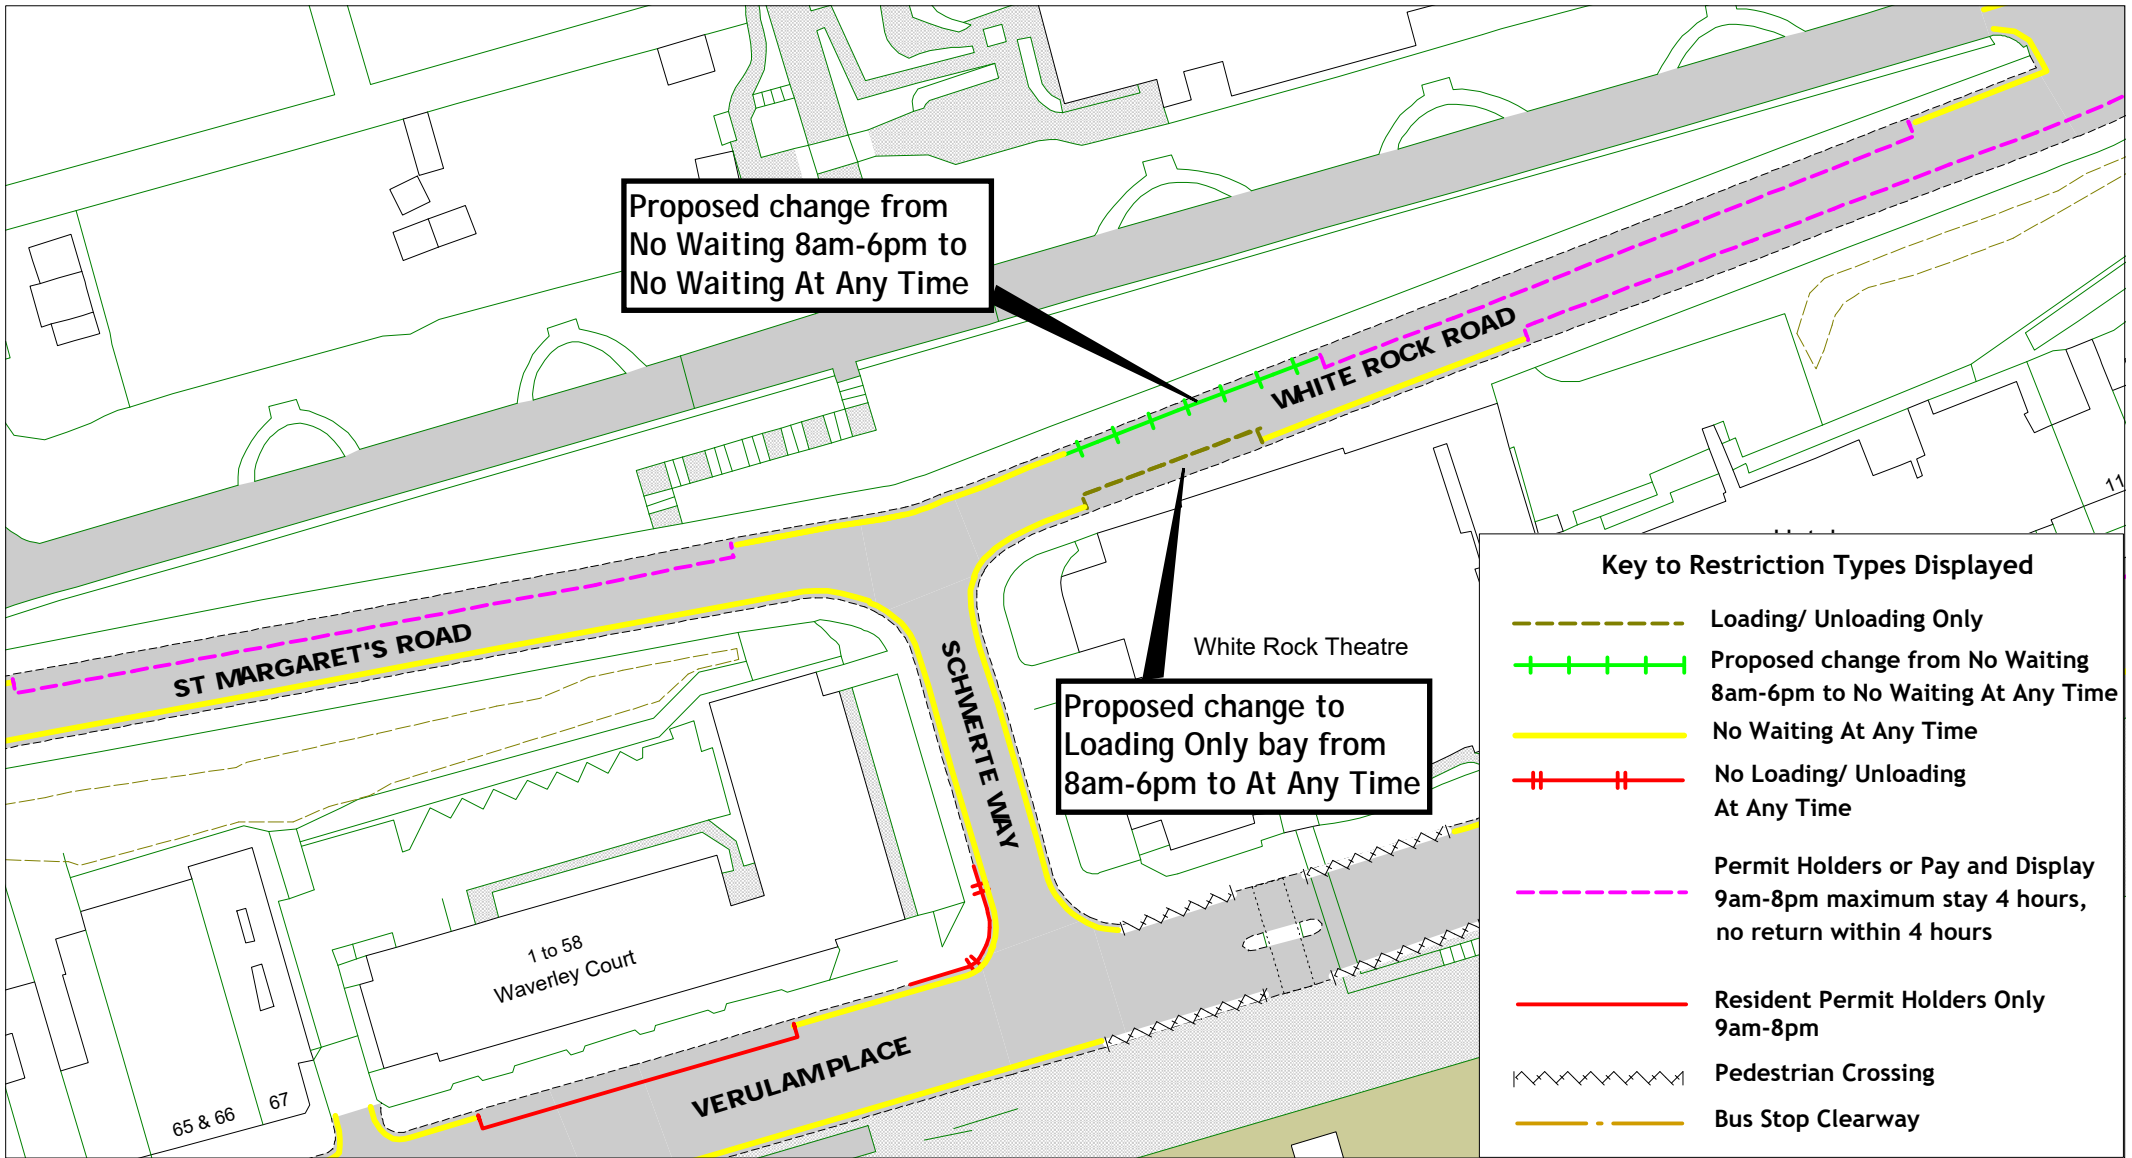 Proposed change from
No Waiting 8am-6pm to
No Waiting At Any Time
WHITE ROCK ROAD
11
ST MARGARET'S ROAD
SCHWERTE WAY
White Rock Theatre
Proposed change to
Loading Only bay from
8am-6pm to At Any Time
1 to 58
Waverley Court
VERULAM PLACE
65 & 66
67
Key to Restriction Types Displayed
Loading/ Unloading Only
Proposed change from No Waiting
8am-6pm to No Waiting At Any Time
No Waiting At Any Time
No Loading/ Unloading
At Any Time
Permit Holders or Pay and Display
9am-8pm maximum stay 4 hours,
no return within 4 hours
Resident Permit Holders Only
9am-8pm
Pedestrian Crossing
Bus Stop Clearway